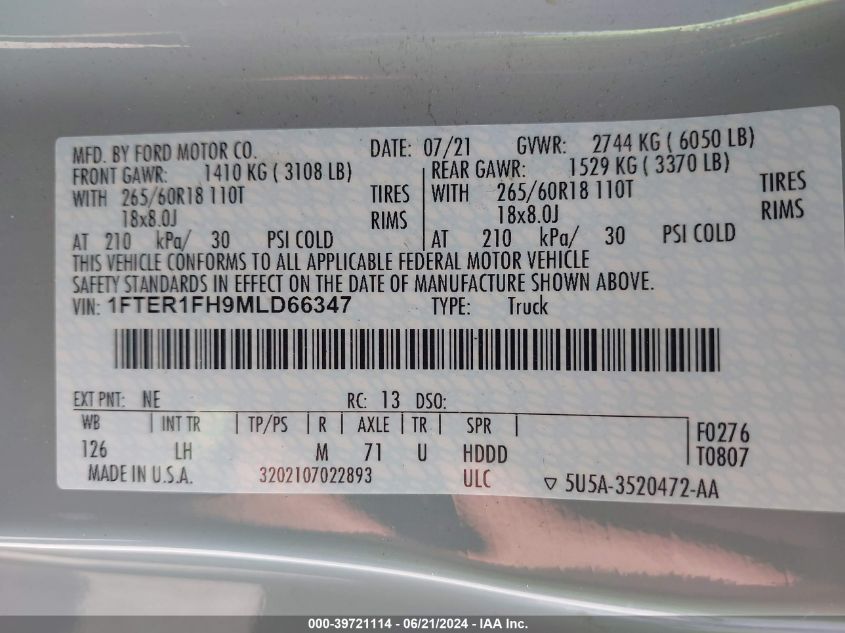 MFD. BY FORD MOTOR CO. DATE: 07/21 GVWR: 2744 KG ( 6050 LB)
FRONT GAWR: 1410 KG ( 3108 LB) REAR GAWR: 1529 KG ( 3370 LB)
WITH 265/60R18 110T TIRES WITH 265/60R18 110T TIRES
18x8.0J RIMS 18x8.0J RIMS
AT 210 kPa/ 30 PSI COLD AT 210 kPa/ 30 PSI COLD
THIS VEHICLE CONFORMS TO ALL APPLICABLE FEDERAL MOTOR VEHICLE
SAFETY STANDARDS IN EFFECT ON THE DATE OF MANUFACTURE SHOWN ABOVE.
VIN: 1FTER1FH9MLD66347 TYPE: Truck
EXT PNT: NE RC: 13 DSO:
WB INT TR TP/PS R AXLE TR SPR F0276
126 LH M 71 U HDDD T0807
MADE IN U.S.A. 3202107022893 ULC ▽ 5U5A-3520472-AA
000-39721114 - 06/21/2024 - IAA Inc.